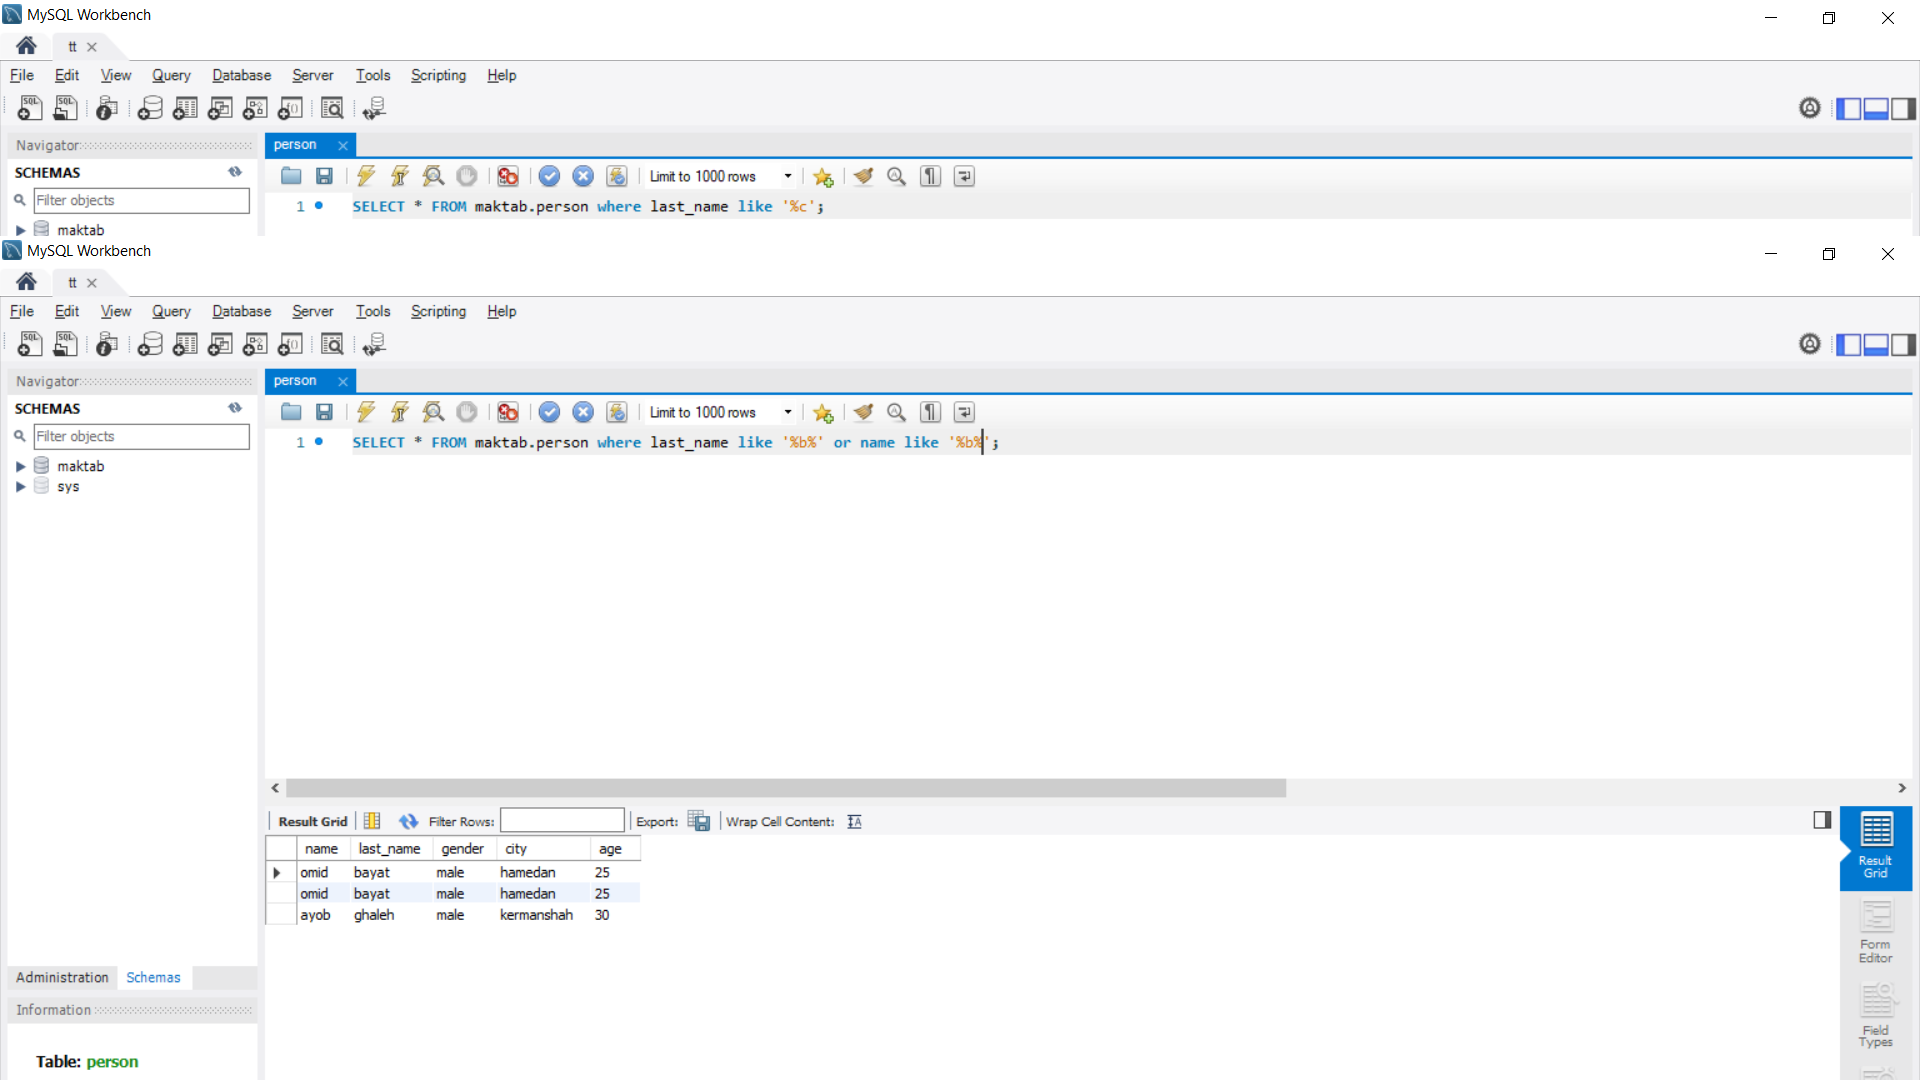 MySQL Workbench
tt
File Edit View Query Database Server Tools Scripting Help
Navigator
person
SCHEMAS
Limit to 1000 rows
Filter objects
1 SELECT * FROM maktab.person where last_name like '%c';
maktab
MySQL Workbench
tt
File Edit View Query Database Server Tools Scripting Help
Navigator
person
SCHEMAS
Limit to 1000 rows
Filter objects
1 SELECT * FROM maktab.person where last_name like '%b%' or name like '%b%';
maktab
sys
Result Grid Filter Rows: Export: Wrap Cell Content:
name last_name gender city age
omid bayat male hamedan 25
omid bayat male hamedan 25
ayob ghaleh male kermanshah 30
Result
Grid
Form
Editor
Field
Types
Administration Schemas
Information
Table: person